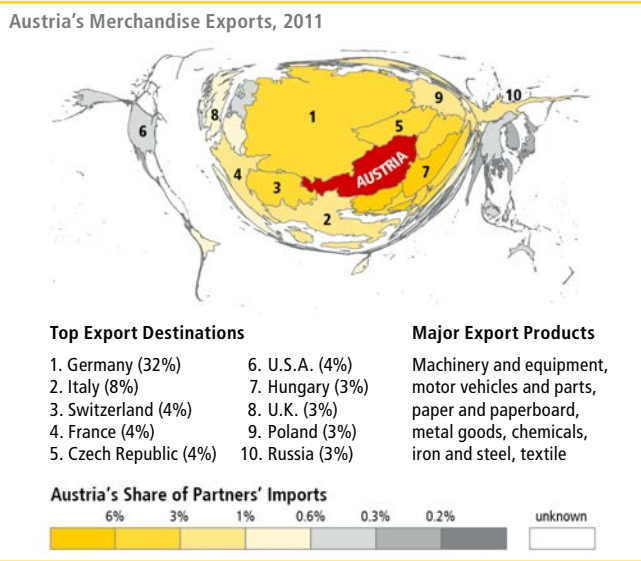 Austria's Merchandise Exports, 2011
1
2
3
4
5
6
7
8
9
10
AUSTRIA
Top Export Destinations
1. Germany (32%)
2. Italy (8%)
3. Switzerland (4%)
4. France (4%)
5. Czech Republic (4%)
6. U.S.A. (4%)
7. Hungary (3%)
8. U.K. (3%)
9. Poland (3%)
10. Russia (3%)
Major Export Products
Machinery and equipment,
motor vehicles and parts,
paper and paperboard,
metal goods, chemicals,
iron and steel, textile
Austria's Share of Partners' Imports
6% 3% 1% 0.6% 0.3% 0.2% unknown